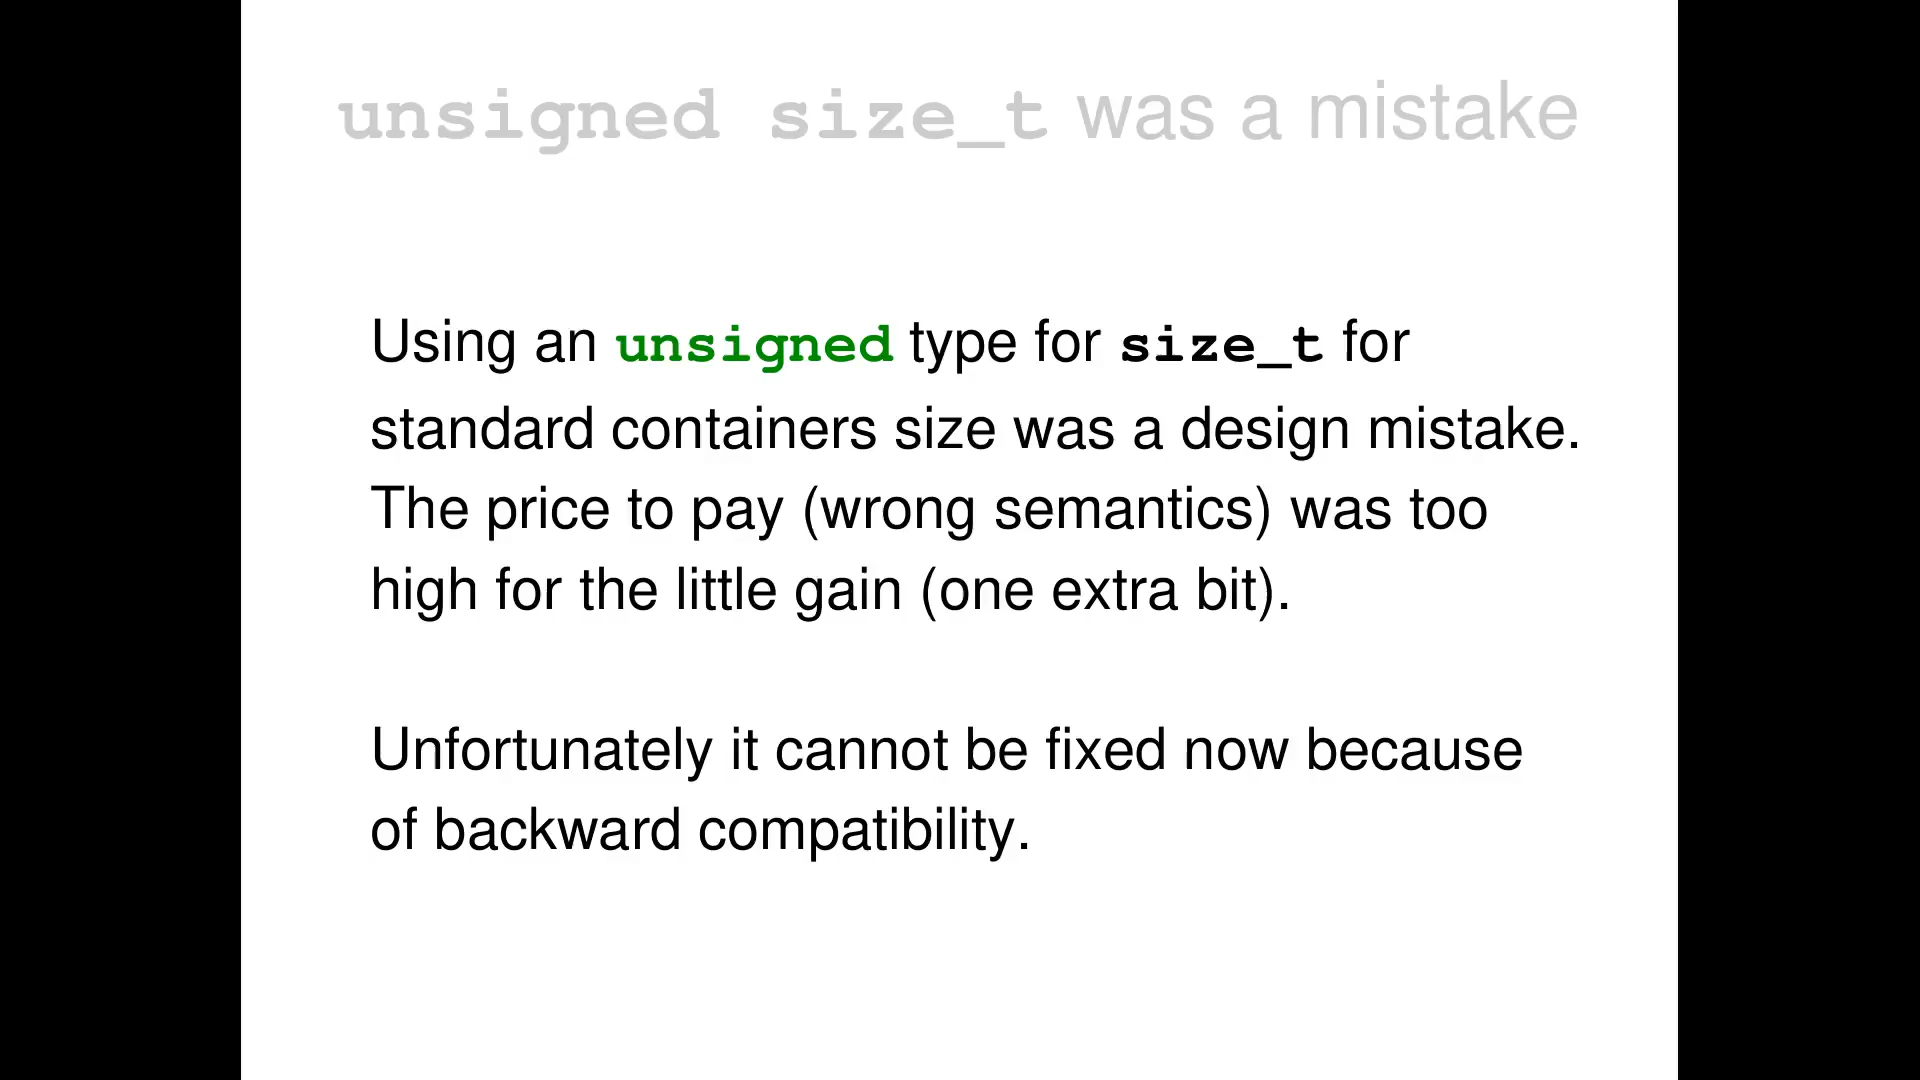 unsigned size_t was a mistake
Using an unsigned type for size_t for
standard containers size was a design mistake.
The price to pay (wrong semantics) was too
high for the little gain (one extra bit).
Unfortunately it cannot be fixed now because
of backward compatibility.